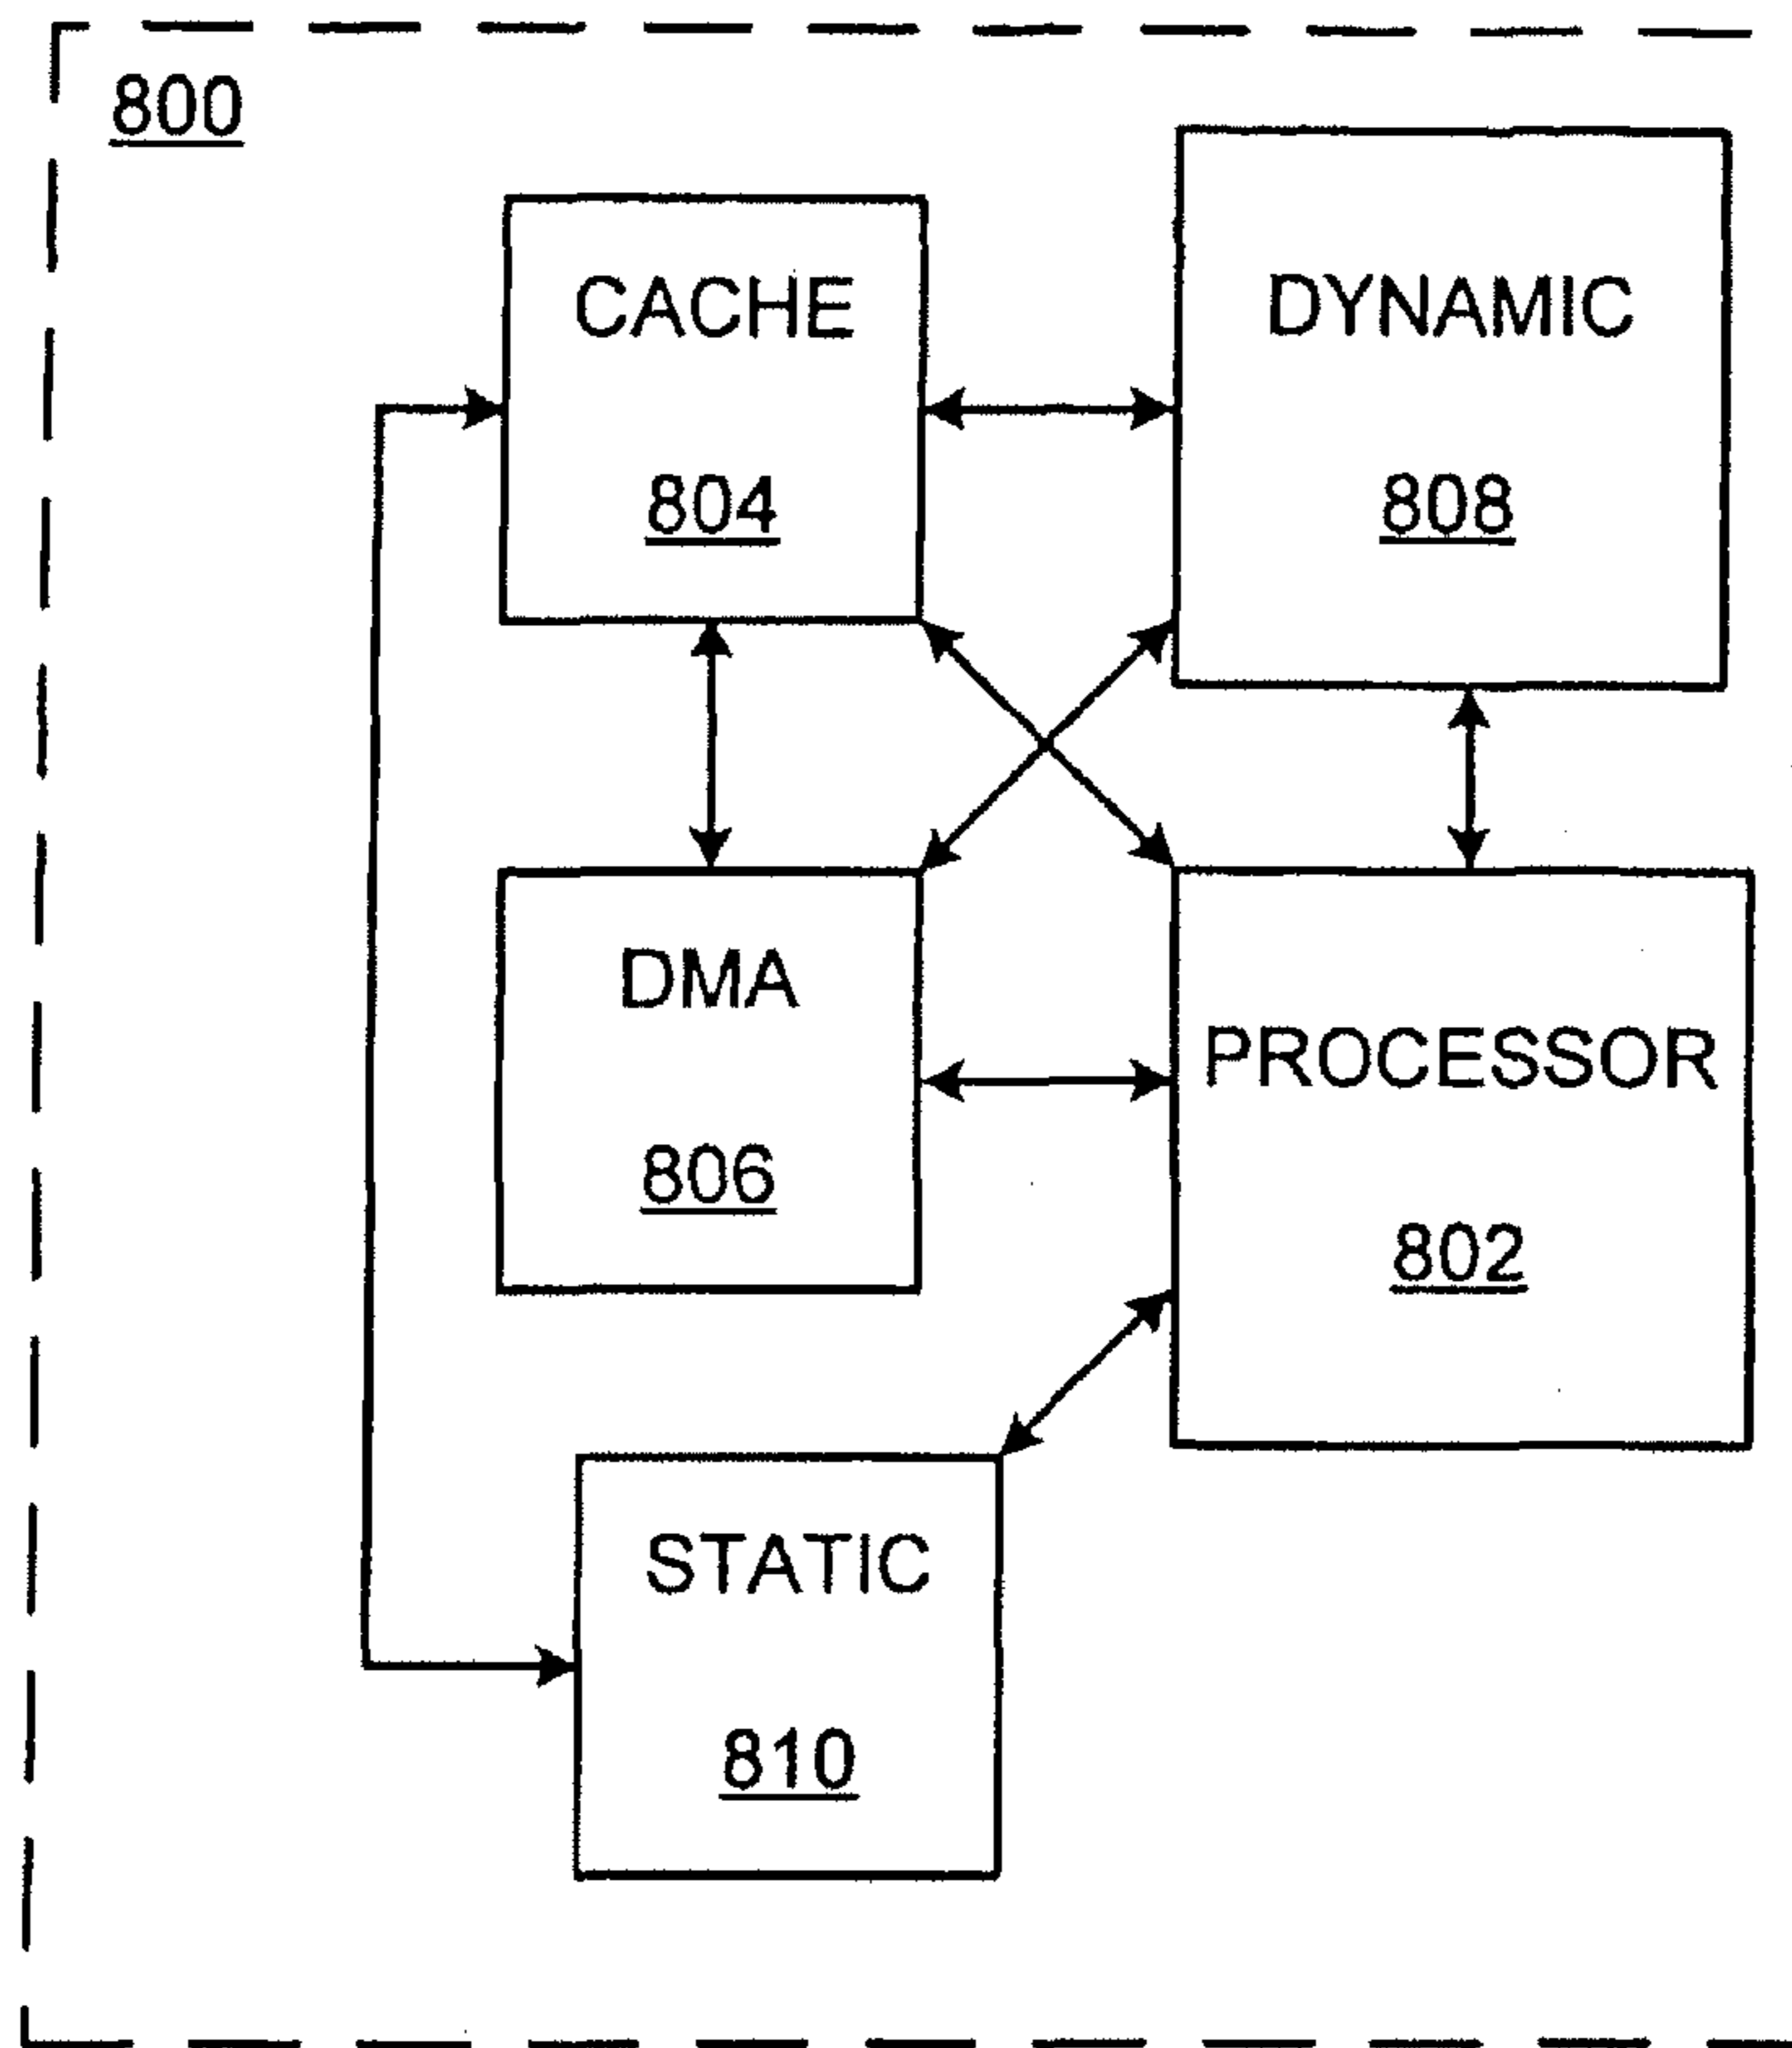 800
CACHE
804
DYNAMIC
808
DMA
806
PROCESSOR
802
STATIC
810